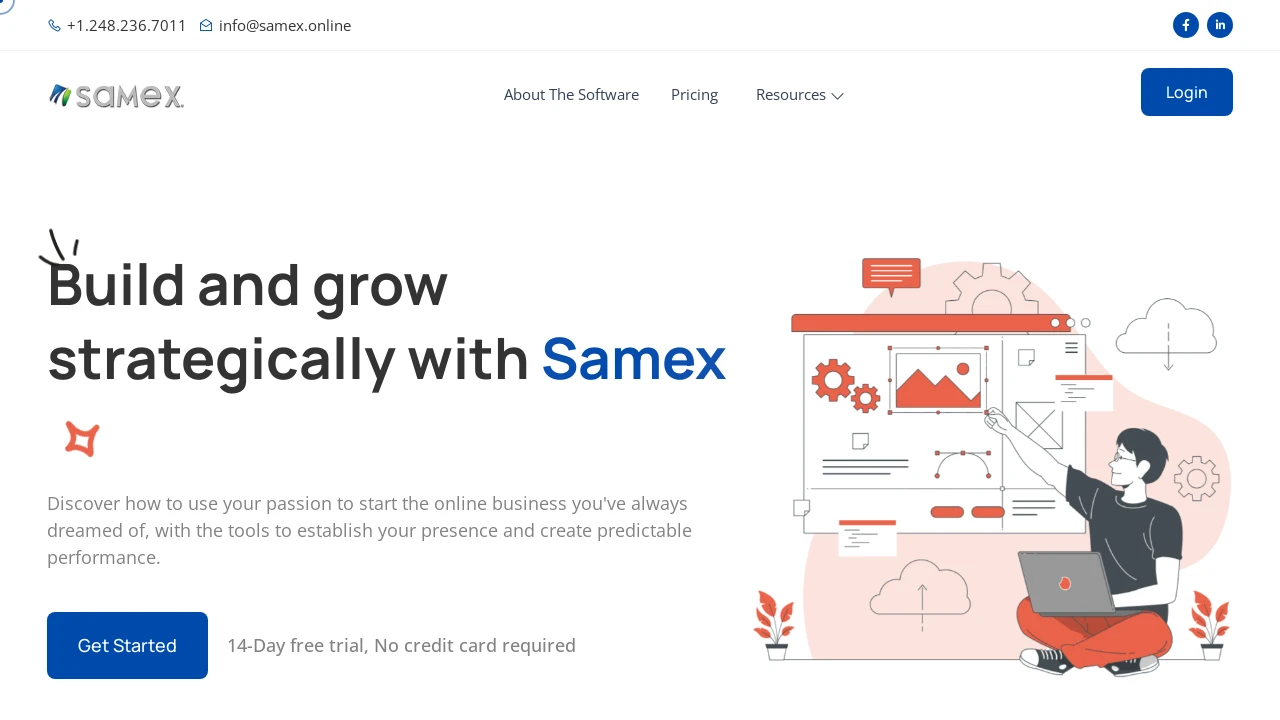 +1.248.236.7011 info@samex.online
samex.
About The Software Pricing Resources
Login
Build and grow
strategically with Samex
Discover how to use your passion to start the online business you've always
dreamed of, with the tools to establish your presence and create predictable
performance.
Get Started 14-Day free trial, No credit card required